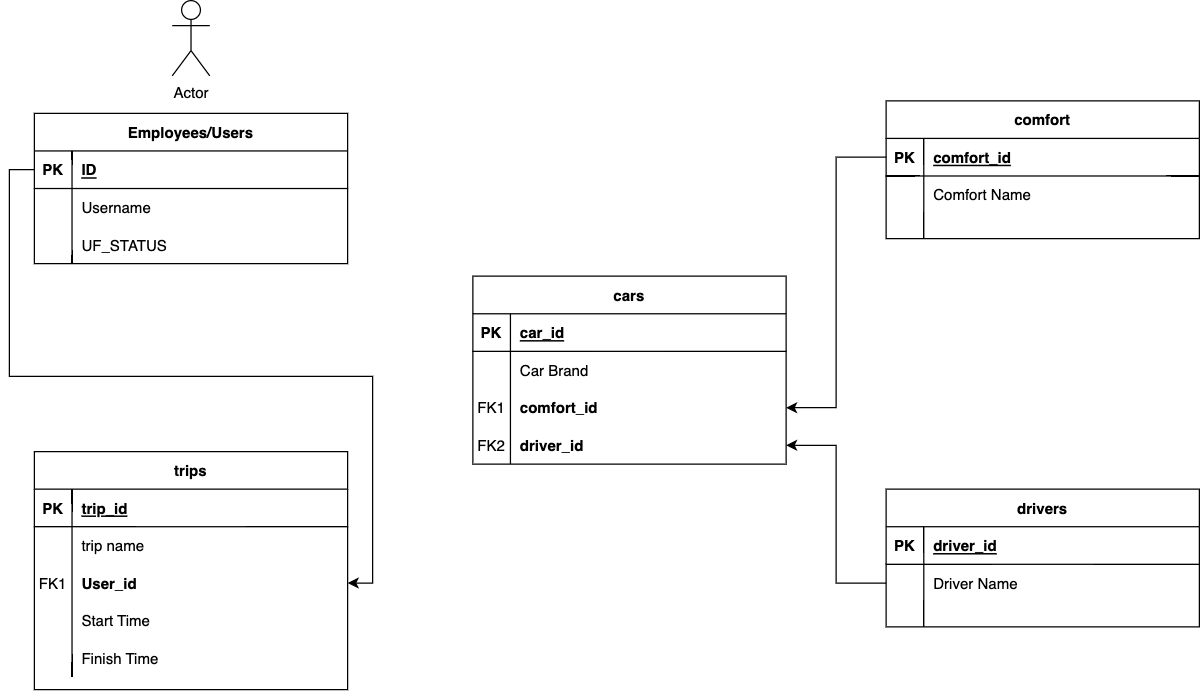 Actor
Employees/Users
PK ID
Username
UF_STATUS
trips
PK trip_id
trip name
FK1 User_id
Start Time
Finish Time
cars
PK car_id
Car Brand
FK1 comfort_id
FK2 driver_id
comfort
PK comfort_id
Comfort Name
drivers
PK driver_id
Driver Name